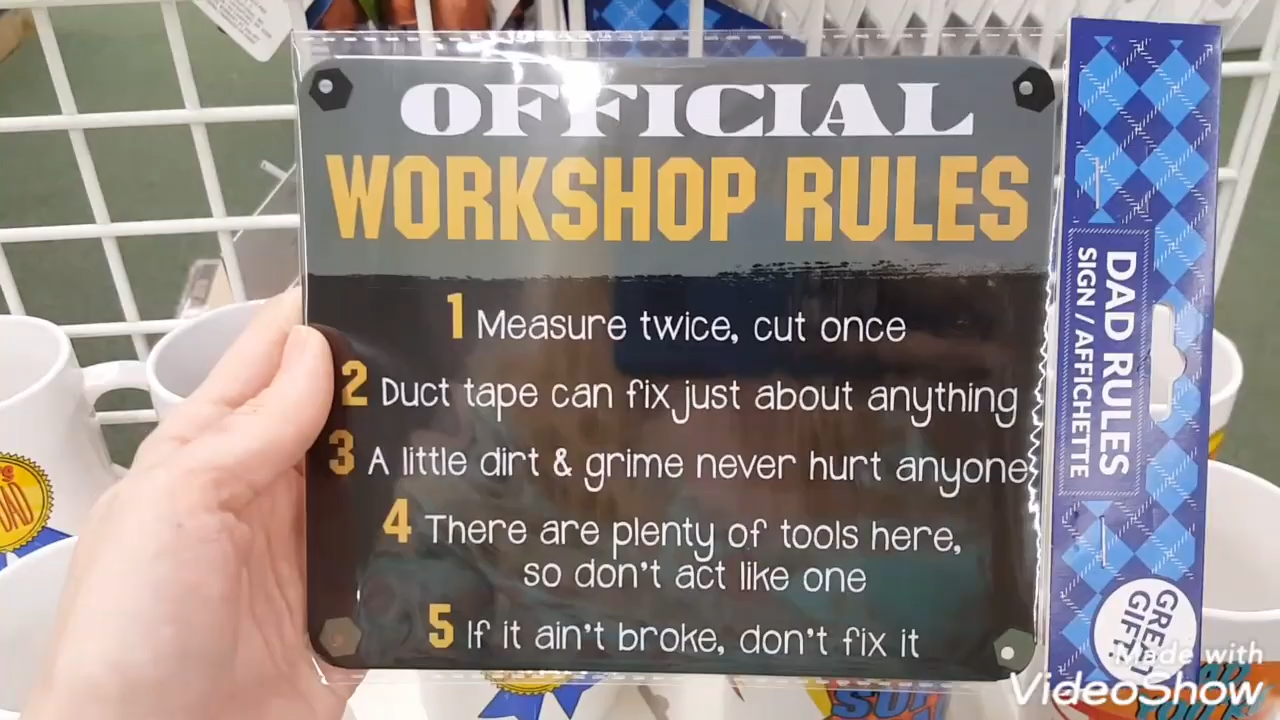 OFFICIAL
WORKSHOP RULES
1 Measure twice, cut once
2 Duct tape can fix just about anything
3 A little dirt & grime never hurt anyone
4 There are plenty of tools here,
so don't act like one
5 If it ain't broke, don't fix it
DAD RULES
SIGN / AFFICHETTE
Made with
VideoShow